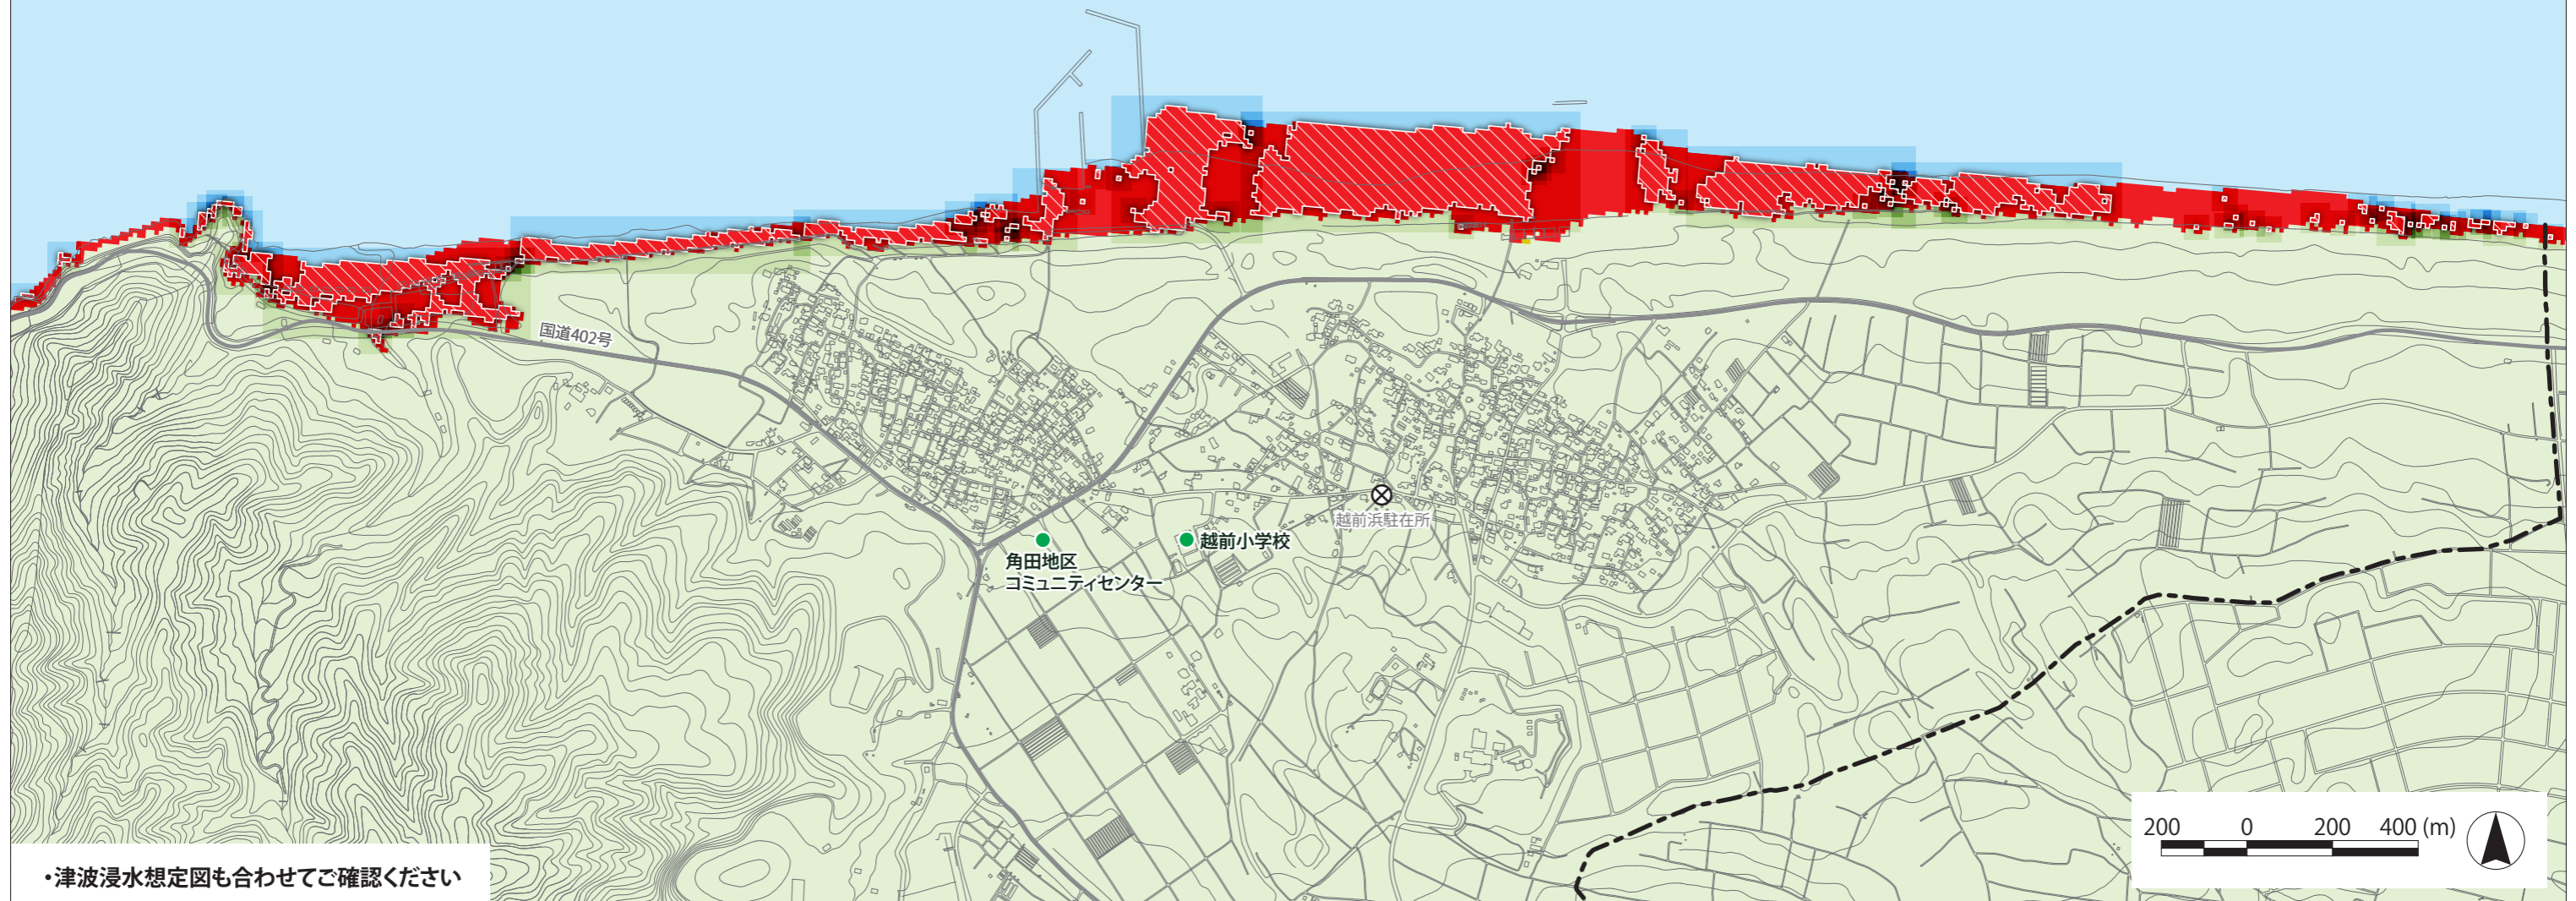 国道402号
越前浜駐在所
越前小学校
角田地区
コミュニティセンター
200 0 200 400 (m)
・津波浸水想定図も合わせてご確認ください